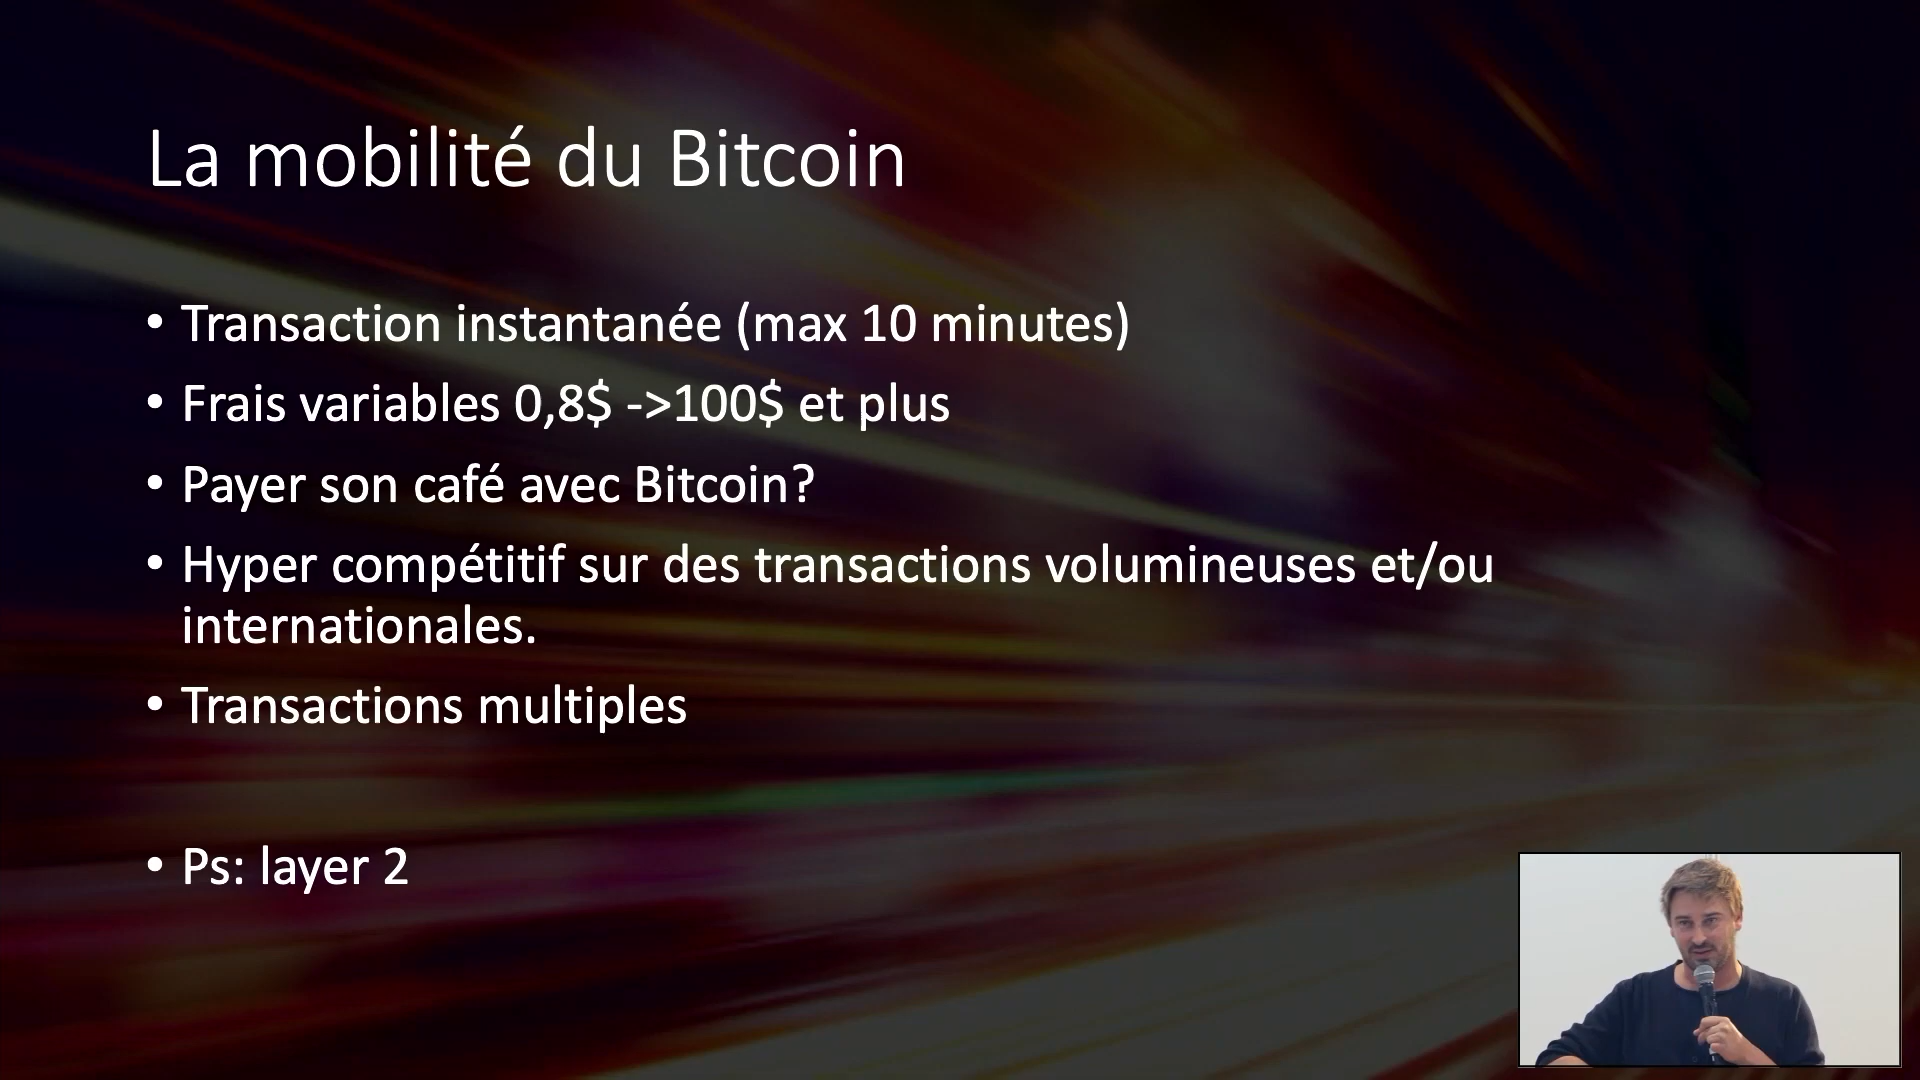 La mobilité du Bitcoin
• Transaction instantanée (max 10 minutes)
• Frais variables 0,8$ ->100$ et plus
• Payer son café avec Bitcoin?
• Hyper compétitif sur des transactions volumineuses et/ou
internationales.
• Transactions multiples
• Ps: layer 2